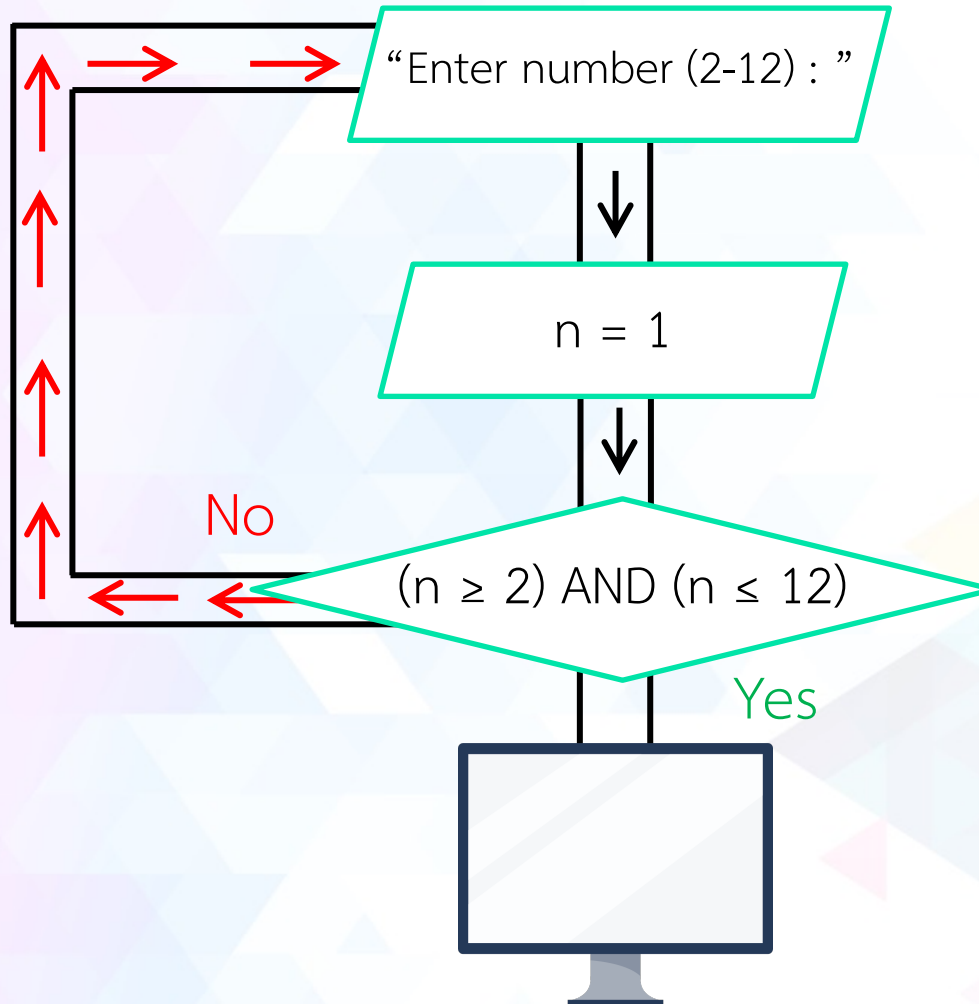 “Enter number (2-12) : ”
n = 1
No
(n ≥ 2) AND (n ≤ 12)
Yes